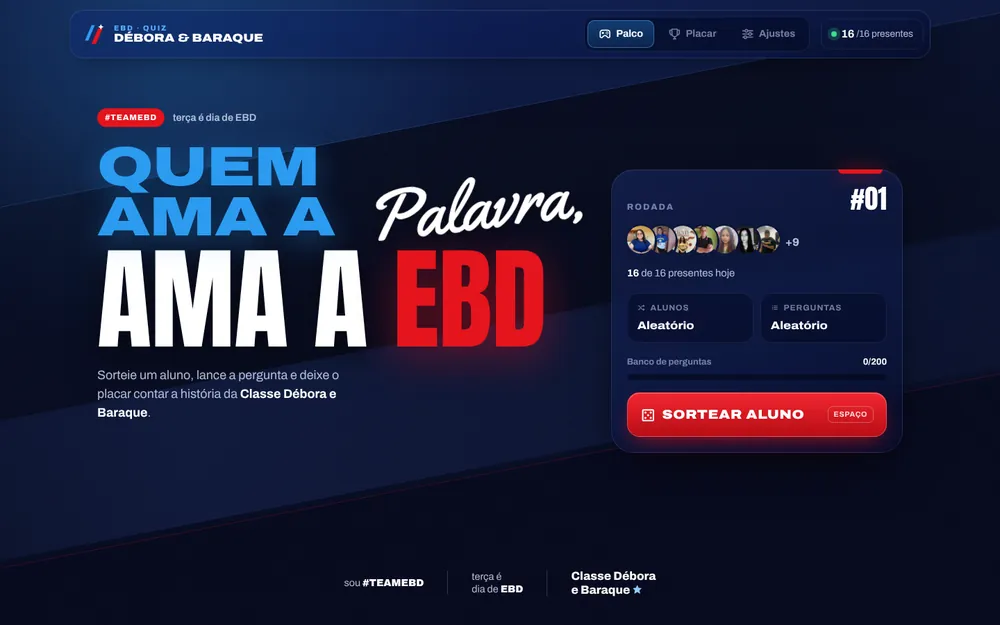 EBD · QUIZ
DÉBORA & BARAQUE
Palco
Placar
Ajustes
16 /16 presentes
#TEAMEBD
terça é dia de EBD
QUEM
AMA A
Palavra,
AMA A EBD
Sorteie um aluno, lance a pergunta e deixe o
placar contar a história da Classe Débora e
Baraque.
RODADA
#01
+9
16 de 16 presentes hoje
ALUNOS
Aleatório
PERGUNTAS
Aleatório
Banco de perguntas
0/200
SORTEAR ALUNO
ESPAÇO
sou #TEAMEBD
terça é
dia de EBD
Classe Débora
e Baraque